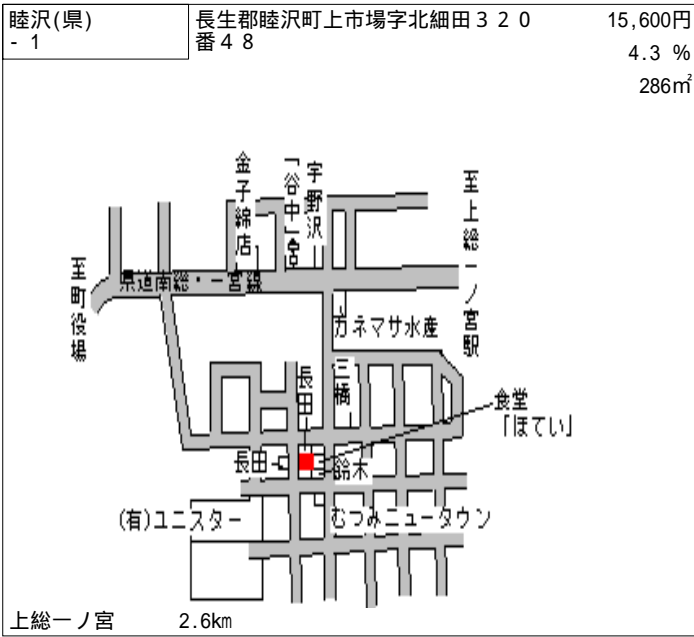 睦沢(県)
- 1
長生郡睦沢町上市場字北細田３２０
番４８
15,600円
4.3 %
286㎡
金子綿店
「谷中」宮
宇野沢
至上総一ノ宮駅
至町役場
県道南総・一宮線
カネマサ水産
長田
三橋
食堂
「ほてい」
長田
鈴木
(有)ユニスター
むつみニュータウン
上総一ノ宮
2.6km